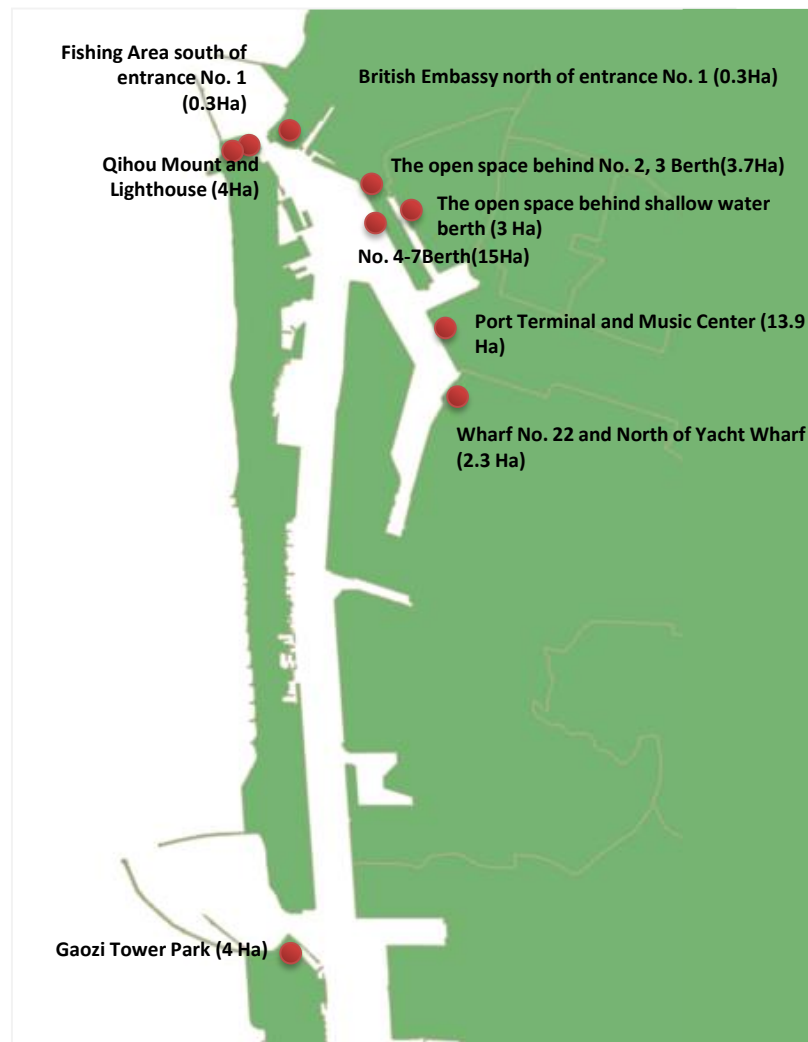 Fishing Area south of
entrance No. 1
(0.3Ha)
British Embassy north of entrance No. 1 (0.3Ha)
Qihou Mount and
Lighthouse (4Ha)
The open space behind No. 2, 3 Berth(3.7Ha)
The open space behind shallow water
berth (3 Ha)
No. 4-7Berth(15Ha)
Port Terminal and Music Center (13.9
Ha)
Wharf No. 22 and North of Yacht Wharf
(2.3 Ha)
Gaozi Tower Park (4 Ha)